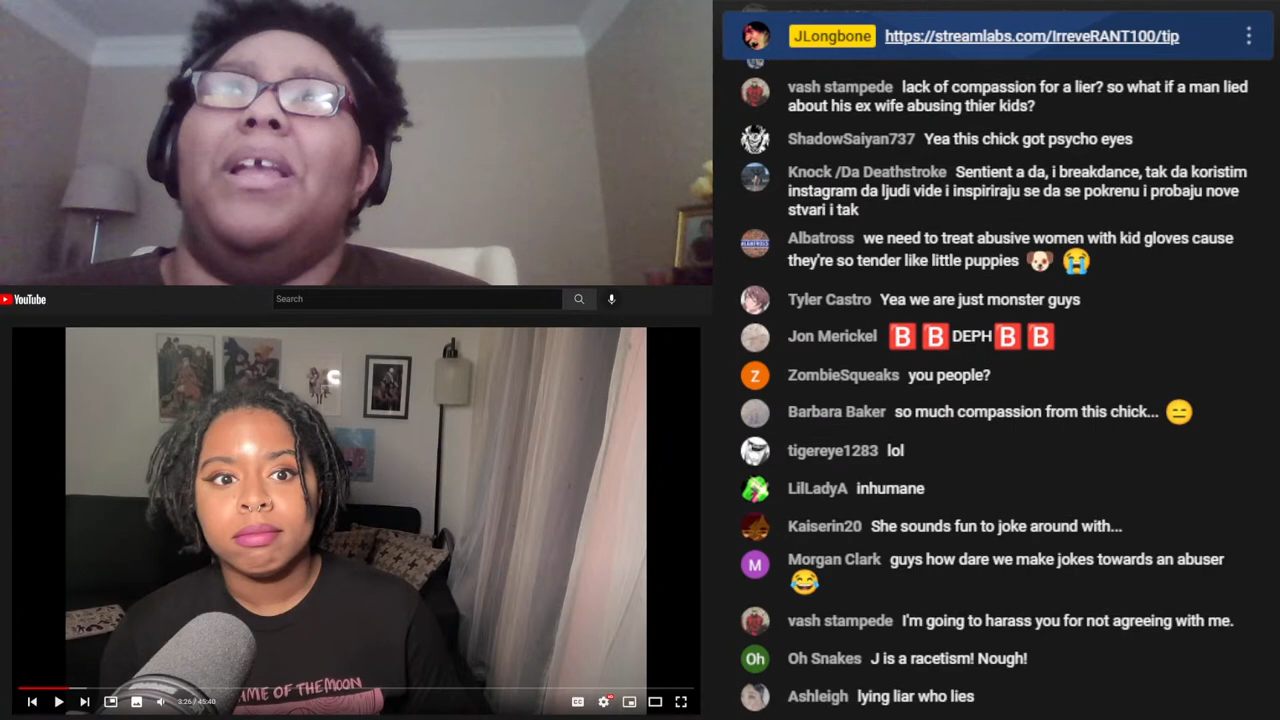 JLongbone https://streamlabs.com/IrreveRANT100/tip
vash stampede lack of compassion for a lier? so what if a man lied
about his ex wife abusing thier kids?
ShadowSaiyan737 Yea this chick got psycho eyes
Knock /Da Deathstroke Sentient a da, i breakdance, tak da koristim
instagram da ljudi vide i inspiriraju se da se pokrenu i probaju nove
stvari i tak
Albatross we need to treat abusive women with kid gloves cause
they're so tender like little puppies 🐶 😭
Tyler Castro Yea we are just monster guys
Jon Merickel 🅱️🅱️DEPH🅱️🅱️
Z
ZombieSqueaks you people?
Barbara Baker so much compassion from this chick... 😑
tigereye1283 lol
LilLadyA inhumane
Kaiserin20 She sounds fun to joke around with...
M
Morgan Clark guys how dare we make jokes towards an abuser
😂
vash stampede I'm going to harass you for not agreeing with me.
Oh
Oh Snakes J is a racetism! Nough!
Ashleigh lying liar who lies
YouTube
Search
AME OF THE MOON
3:26 / 45:40
CC